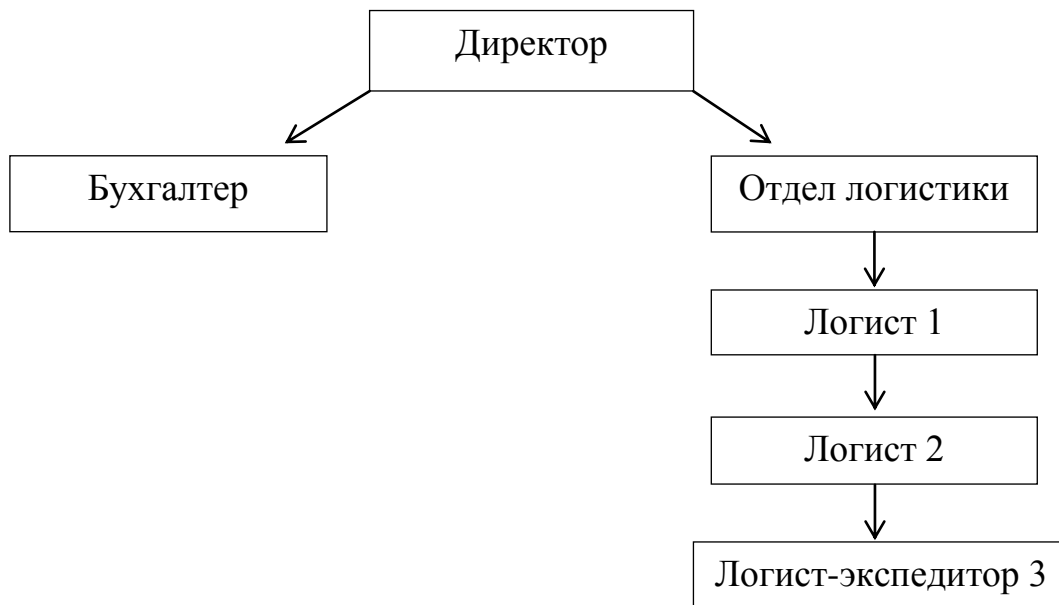 Директор
Бухгалтер
Отдел логистики
Логист 1
Логист 2
Логист-экспедитор 3